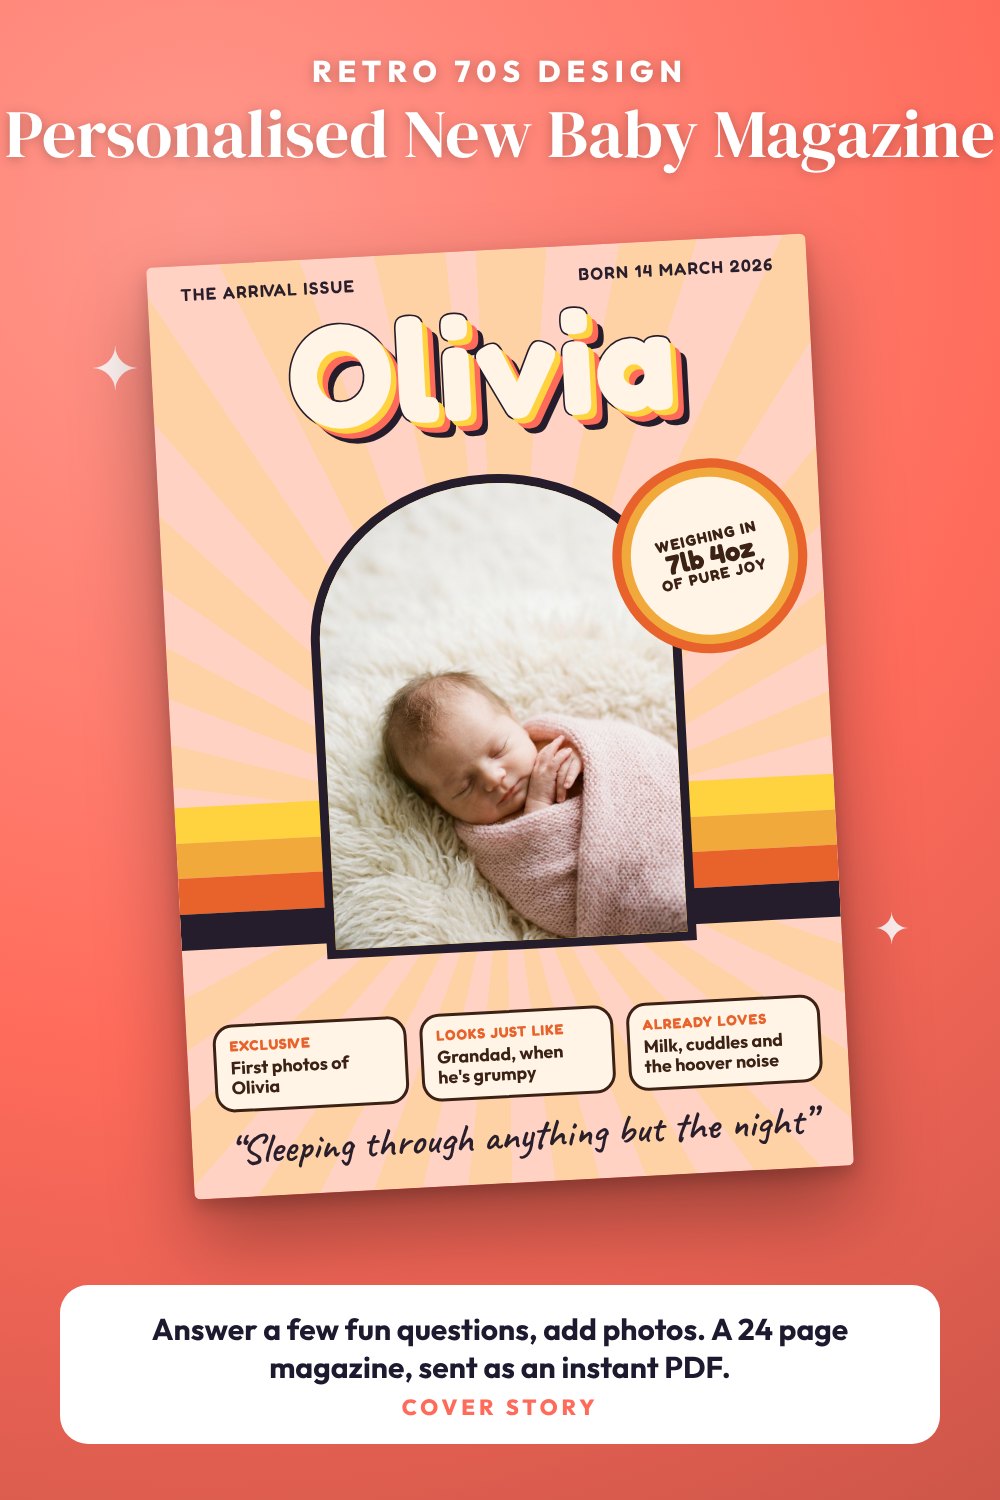 RETRO 70S DESIGN
Personalised New Baby Magazine
THE ARRIVAL ISSUE
BORN 14 MARCH 2026
Olivia
WEIGHING IN
7lb 4oz
OF PURE JOY
EXCLUSIVE
First photos of
Olivia
LOOKS JUST LIKE
Grandad, when
he's grumpy
ALREADY LOVES
Milk, cuddles and
the hoover noise
“Sleeping through anything but the night”
Answer a few fun questions, add photos. A 24 page
magazine, sent as an instant PDF.
COVER STORY